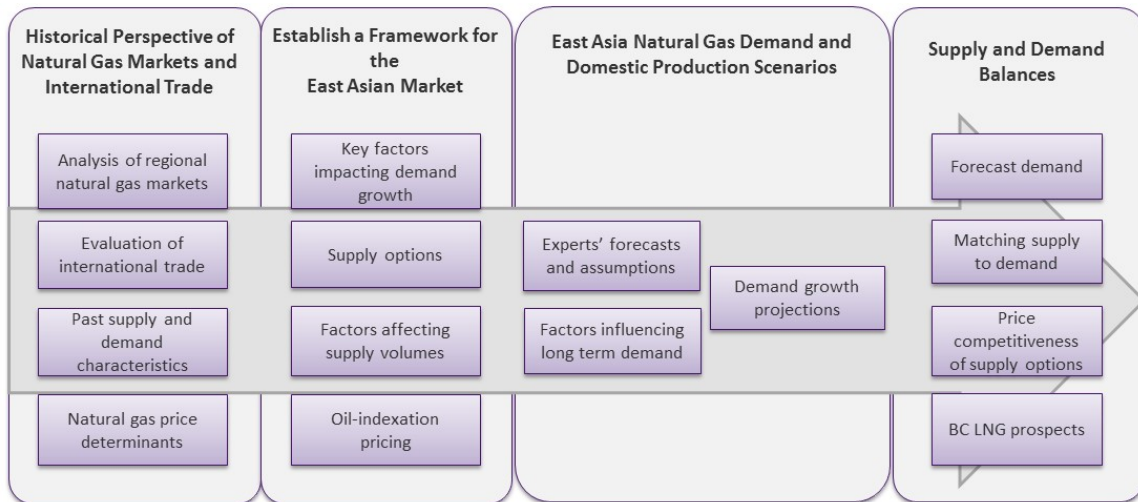 Historical Perspective of
Natural Gas Markets and
International Trade
Analysis of regional
natural gas markets
Evaluation of
international trade
Past supply and
demand
characteristics
Natural gas price
determinants
Establish a Framework for
the
East Asian Market
Key factors
impacting demand
growth
Supply options
Factors affecting
supply volumes
Oil-indexation
pricing
East Asia Natural Gas Demand and
Domestic Production Scenarios
Experts’ forecasts
and assumptions
Factors influencing
long term demand
Demand growth
projections
Supply and Demand
Balances
Forecast demand
Matching supply
to demand
Price
competitiveness
of supply options
BC LNG prospects